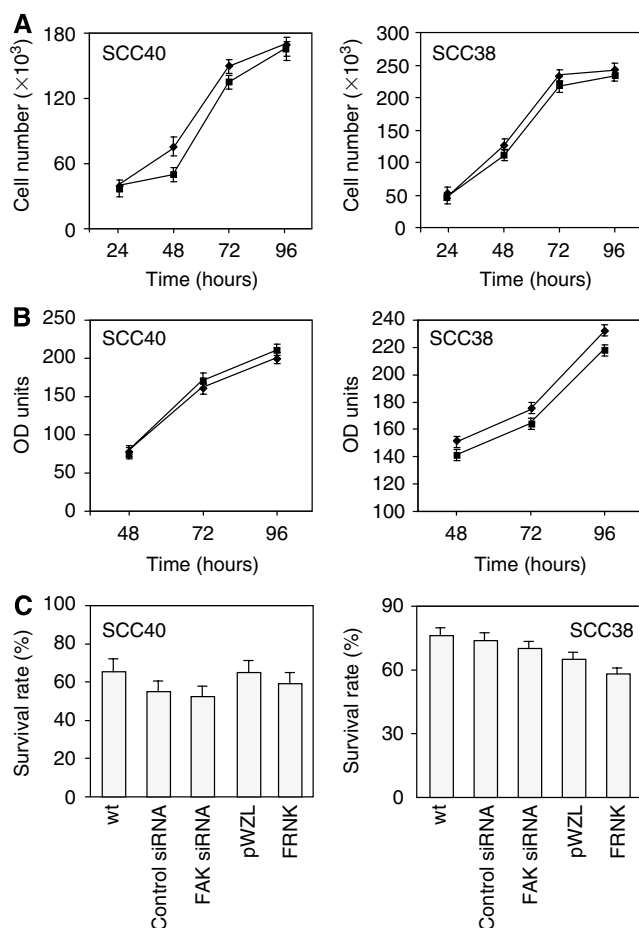 A
SCC40
Cell number (×10³)
180
120
60
0
24 48 72 96
Time (hours)
SCC38
Cell number (×10³)
300
250
200
150
100
50
0
24 48 72 96
Time (hours)
B
SCC40
OD units
250
200
150
100
50
0
48 72 96
Time (hours)
SCC38
OD units
240
220
200
180
160
140
120
100
48 72 96
Time (hours)
C
SCC40
Survival rate (%)
100
80
60
40
20
0
wt
Control siRNA
FAK siRNA
pWZL
FRNK
SCC38
Survival rate (%)
90
60
30
0
wt
Control siRNA
FAK siRNA
pWZL
FRNK